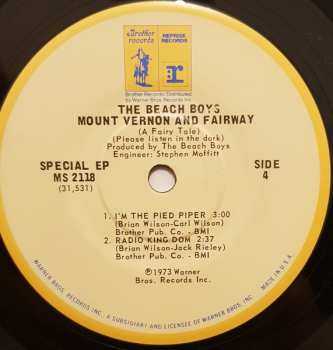 Brother records
REPRISE RECORDS
Brother Records Distributed
by Warner Bros. Records Inc.
THE BEACH BOYS
MOUNT VERNON AND FAIRWAY
(A Fairy Tale)
(Please listen in the dark)
Produced by The Beach Boys
Engineer: Stephen Moffitt
SPECIAL EP
MS 2118
(31,531)
SIDE
4
1. I'M THE PIED PIPER 3:00
(Brian Wilson-Carl Wilson)
Brother Pub. Co. - BMI
2. RADIO KING DOM 2:37
(Brian Wilson-Jack Rieley)
Brother Pub. Co. - BMI
℗1973 Warner
Bros. Records Inc.
WARNER BROS. RECORDS INC., A SUBSIDIARY AND LICENSEE OF WARNER BROS. INC. MADE IN U.S.A.